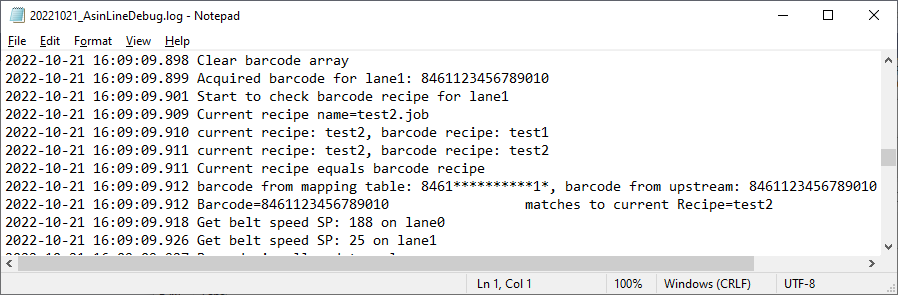 20221021_AsinLineDebug.log - Notepad
File Edit Format View Help
2022-10-21 16:09:09.898 Clear barcode array
2022-10-21 16:09:09.899 Acquired barcode for lane1: 8461123456789010
2022-10-21 16:09:09.901 Start to check barcode recipe for lane1
2022-10-21 16:09:09.909 Current recipe name=test2.job
2022-10-21 16:09:09.910 current recipe: test2, barcode recipe: test1
2022-10-21 16:09:09.911 current recipe: test2, barcode recipe: test2
2022-10-21 16:09:09.911 Current recipe equals barcode recipe
2022-10-21 16:09:09.912 barcode from mapping table: 8461**********1*, barcode from upstream: 8461123456789010
2022-10-21 16:09:09.912 Barcode=8461123456789010 matches to current Recipe=test2
2022-10-21 16:09:09.918 Get belt speed SP: 188 on lane0
2022-10-21 16:09:09.926 Get belt speed SP: 25 on lane1
Ln 1, Col 1 100% Windows (CRLF) UTF-8